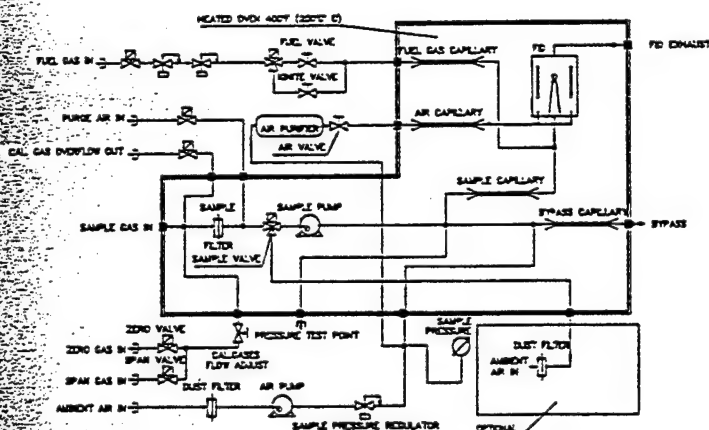 HEATED OVEN 400°F (200°C)
FUEL VALVE
FUEL GAS IN
FUEL GAS CAPILLARY
FID
FID EXHAUST
IGNITE VALVE
PURGE AIR IN
AIR PURIFIER
AIR CAPILLARY
AIR VALVE
CAL GAS OVERFLOW OUT
SAMPLE CAPILLARY
SAMPLE
SAMPLE PUMP
BYPASS CAPILLARY
SAMPLE GAS IN
BYPASS
FILTER
SAMPLE VALVE
ZERO VALVE
PRESSURE TEST POINT
SAMPLE
PRESSURE
ZERO GAS IN
SPAN VALVE
CAL.GASES
FLOW ADJUST
DUST FILTER
AMBIENT
AIR IN
SPAN GAS IN
DUST FILTER
AIR PUMP
AMBIENT AIR IN
SAMPLE PRESSURE REGULATOR
OPTIONAL